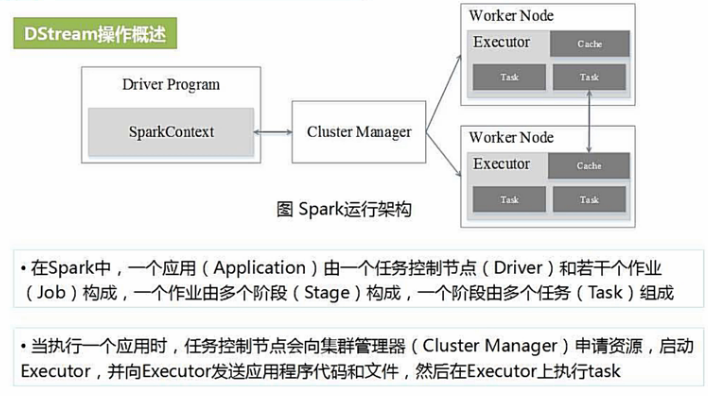 DStream操作概述
Driver Program
SparkContext
Cluster Manager
Worker Node
Executor
Cache
Task
Task
Worker Node
Executor
Cache
Task
Task
图 Spark运行架构
• 在Spark中，一个应用（Application）由一个任务控制节点（Driver）和若干个作业
（Job）构成，一个作业由多个阶段（Stage）构成，一个阶段由多个任务（Task）组成
• 当执行一个应用时，任务控制节点会向集群管理器（Cluster Manager）申请资源，启动
Executor，并向Executor发送应用程序代码和文件，然后在Executor上执行task